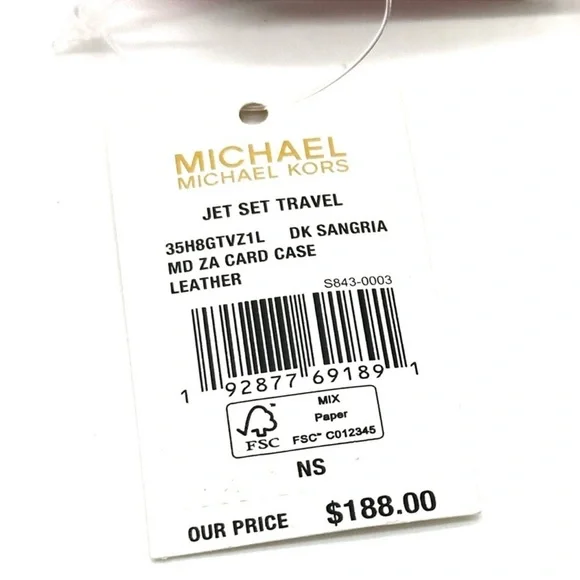 MICHAEL
MICHAEL KORS
JET SET TRAVEL
35H8GTVZ1L DK SANGRIA
MD ZA CARD CASE
LEATHER
S843-0003
1 92877 69189 1
FSC
MIX
Paper
FSC™ C012345
NS
OUR PRICE $188.00